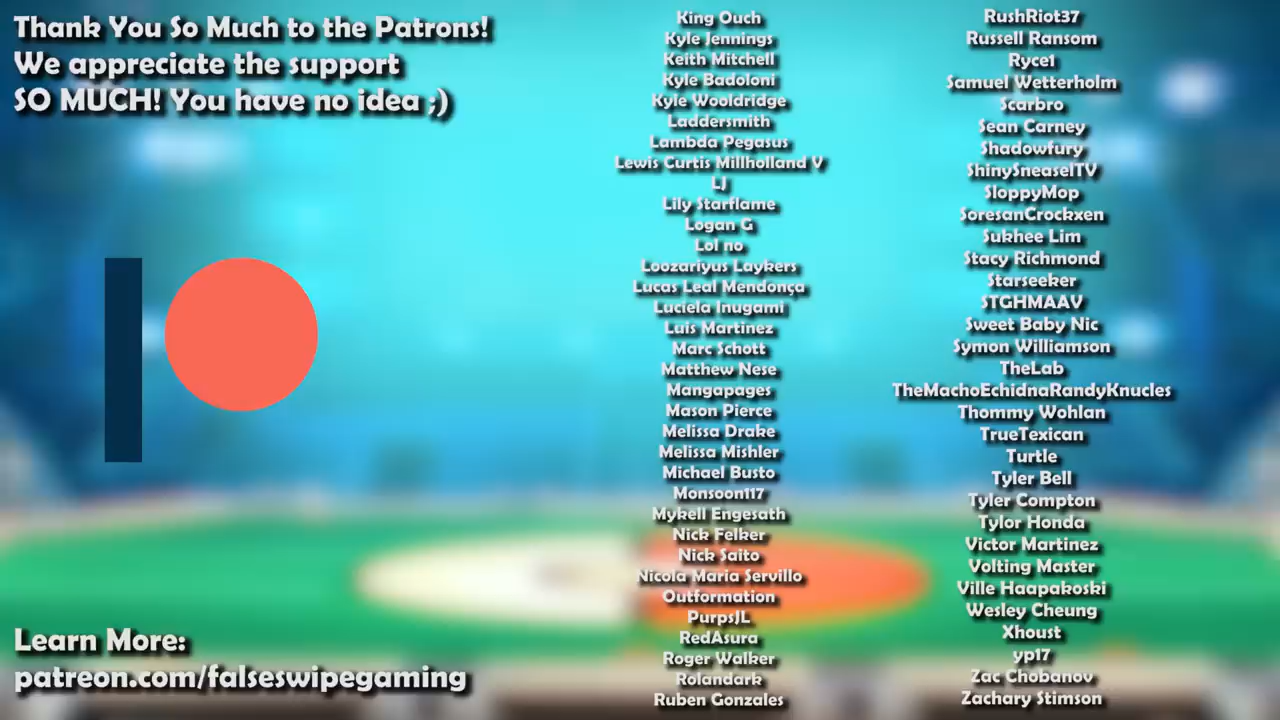 Thank You So Much to the Patrons!
We appreciate the support
SO MUCH! You have no idea ;)
King Ouch
Kyle Jennings
Keith Mitchell
Kyle Badoloni
Kyle Wooldridge
Laddersmith
Lambda Pegasus
Lewis Curtis Millholland V
LJ
Lily Starflame
Logan G
Lol no
Loozariyus Laykers
Lucas Leal Mendonça
Luciela Inugami
Luis Martinez
Marc Schott
Matthew Nese
Mangapages
Mason Pierce
Melissa Drake
Melissa Mishler
Michael Busto
Monsoon117
Mykell Engesath
Nick Felker
Nick Saito
Nicola Maria Servillo
Outformation
PurpsJL
RedAsura
Roger Walker
Rolandark
Ruben Gonzales
RushRiot37
Russell Ransom
Ryce1
Samuel Wetterholm
Scarbro
Sean Carney
Shadowfury
ShinySneaselTV
SloppyMop
SoresanCrockxen
Sukhee Lim
Stacy Richmond
Starseeker
STGHMAAV
Sweet Baby Nic
Symon Williamson
TheLab
TheMachoEchidnaRandyKnucles
Thommy Wohlan
TrueTexican
Turtle
Tyler Bell
Tyler Compton
Tylor Honda
Victor Martinez
Volting Master
Ville Haapakoski
Wesley Cheung
Xhoust
yp17
Zac Chobanov
Zachary Stimson
Learn More:
patreon.com/falseswipegaming